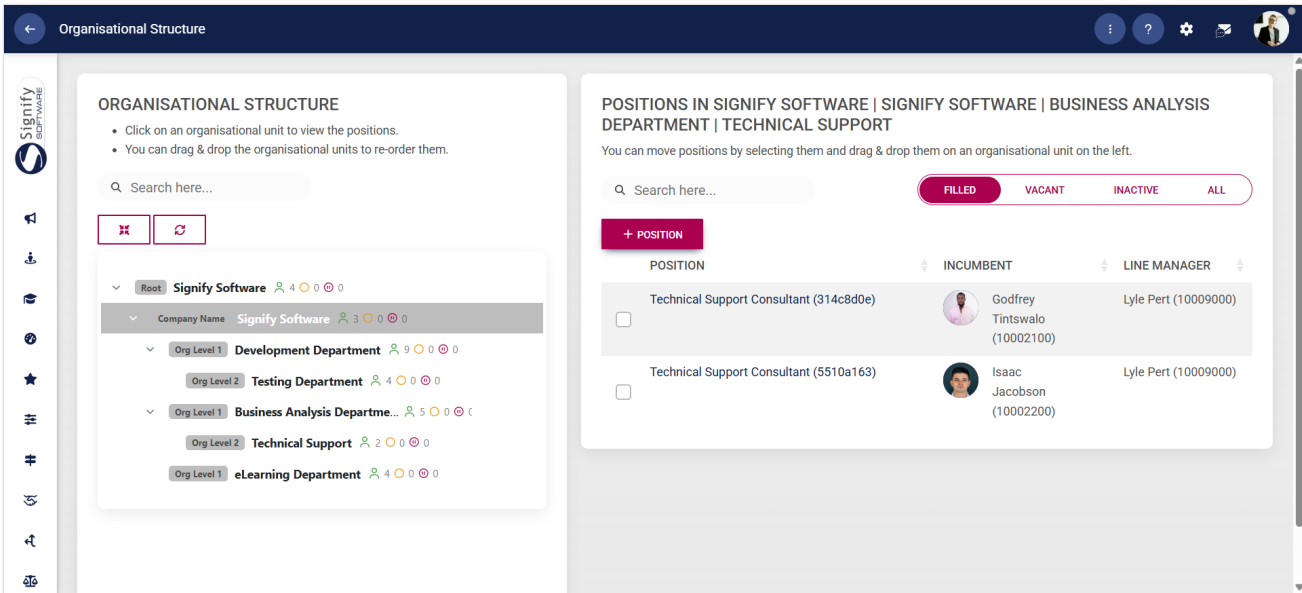 Organisational Structure
?
Signify
SOFTWARE
ORGANISATIONAL STRUCTURE
Click on an organisational unit to view the positions.
You can drag & drop the organisational units to re-order them.
Search here...
Root Signify Software 4 0 0
Company Name Signify Software 3 0 0
Org Level 1 Development Department 9 0 0
Org Level 2 Testing Department 4 0 0
Org Level 1 Business Analysis Departme... 5 0
Org Level 2 Technical Support 2 0 0
Org Level 1 eLearning Department 4 0 0
POSITIONS IN SIGNIFY SOFTWARE | SIGNIFY SOFTWARE | BUSINESS ANALYSIS
DEPARTMENT | TECHNICAL SUPPORT
You can move positions by selecting them and drag & drop them on an organisational unit on the left.
Search here...
FILLED VACANT INACTIVE ALL
+ POSITION
POSITION INCUMBENT LINE MANAGER
Technical Support Consultant (314c8d0e) Godfrey Lyle Pert (10009000)
Tintswalo
(10002100)
Technical Support Consultant (5510a163) Isaac Lyle Pert (10009000)
Jacobson
(10002200)